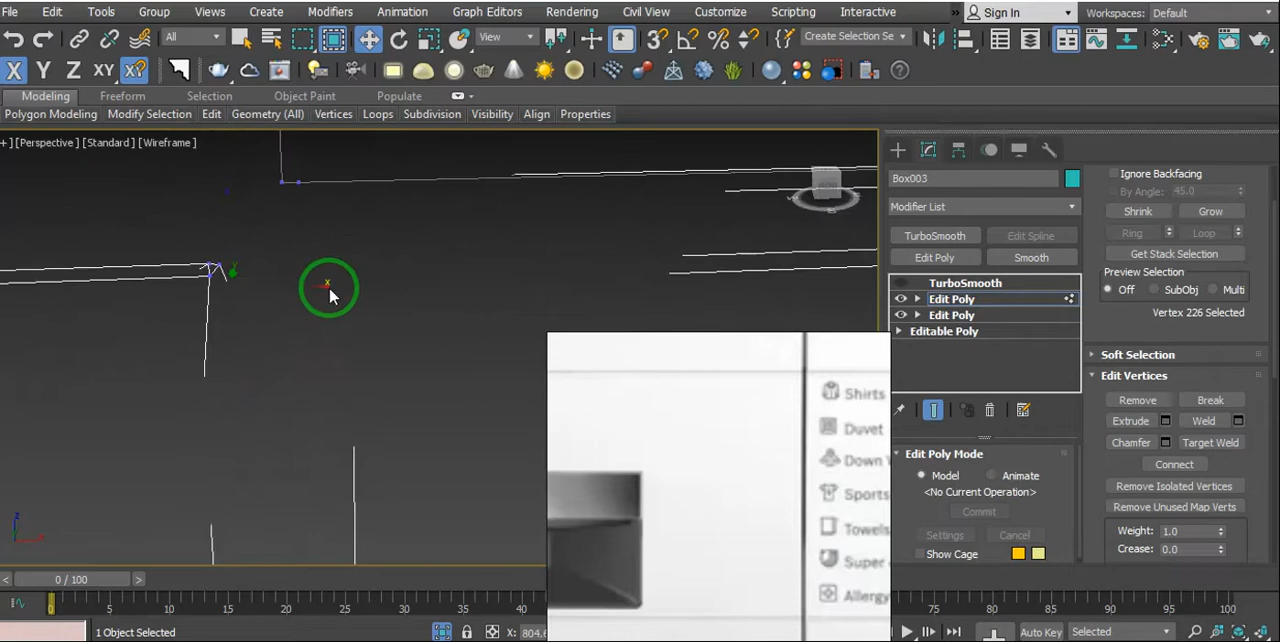 File Edit Tools Group Views Create Modifiers Animation Graph Editors Rendering Civil View Customize Scripting Interactive » Sign In Workspaces: Default
All View Create Selection Se
X Y Z XY XY
Modeling Freeform Selection Object Paint Populate
Polygon Modeling Modify Selection Edit Geometry (All) Vertices Loops Subdivision Visibility Align Properties
+ ] [Perspective ] [Standard ] [Wireframe ]
Box003
Modifier List
TurboSmooth Edit Spline
Edit Poly Smooth
TurboSmooth
Edit Poly
Edit Poly
Editable Poly
Edit Poly Mode
Model Animate
<No Current Operation>
Commit
Settings Cancel
Show Cage
Ignore Backfacing
By Angle: 45.0
Shrink Grow
Ring Loop
Get Stack Selection
Preview Selection
Off SubObj Multi
Vertex 226 Selected
Soft Selection
Edit Vertices
Remove Break
Extrude Weld
Chamfer Target Weld
Connect
Remove Isolated Vertices
Remove Unused Map Verts
Weight: 1.0
Crease: 0.0
x
z
Shirts
Duvet
Down
Sports
Towels
Super
Allergy
< 0 / 100 >
0 5 10 15 20 25 30 35 40 75 80 85 90 95 100
1 Object Selected X: 804.6 Auto Key Selected